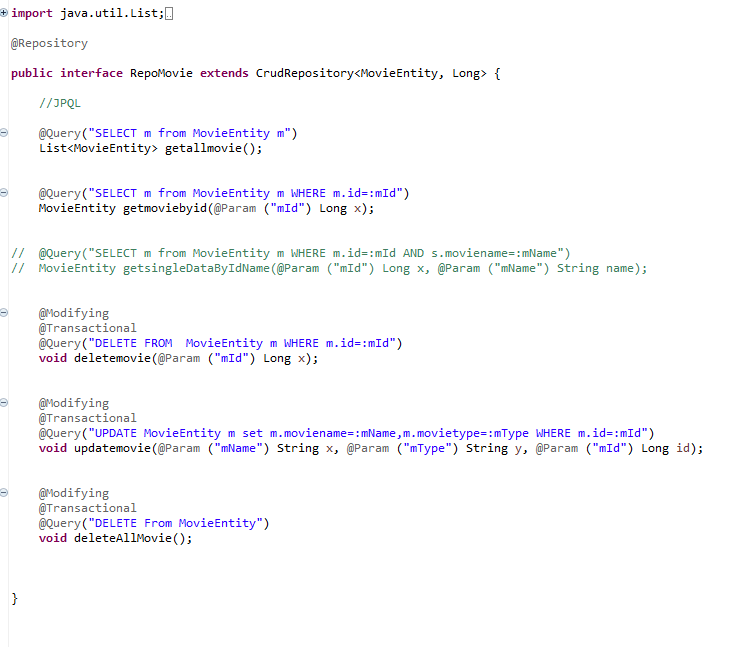 import java.util.List;
@Repository
public interface RepoMovie extends CrudRepository<MovieEntity, Long> {
//JPQL
@Query("SELECT m from MovieEntity m")
List<MovieEntity> getallmovie();
@Query("SELECT m from MovieEntity m WHERE m.id=:mId")
MovieEntity getmoviebyid(@Param ("mId") Long x);
//  @Query("SELECT m from MovieEntity m WHERE m.id=:mId AND s.moviename=:mName")
//  MovieEntity getsingleDataByIdName(@Param ("mId") Long x, @Param ("mName") String name);
@Modifying
@Transactional
@Query("DELETE FROM  MovieEntity m WHERE m.id=:mId")
void deletemovie(@Param ("mId") Long x);
@Modifying
@Transactional
@Query("UPDATE MovieEntity m set m.moviename=:mName,m.movietype=:mType WHERE m.id=:mId")
void updatemovie(@Param ("mName") String x, @Param ("mType") String y, @Param ("mId") Long id);
@Modifying
@Transactional
@Query("DELETE From MovieEntity")
void deleteAllMovie();
}